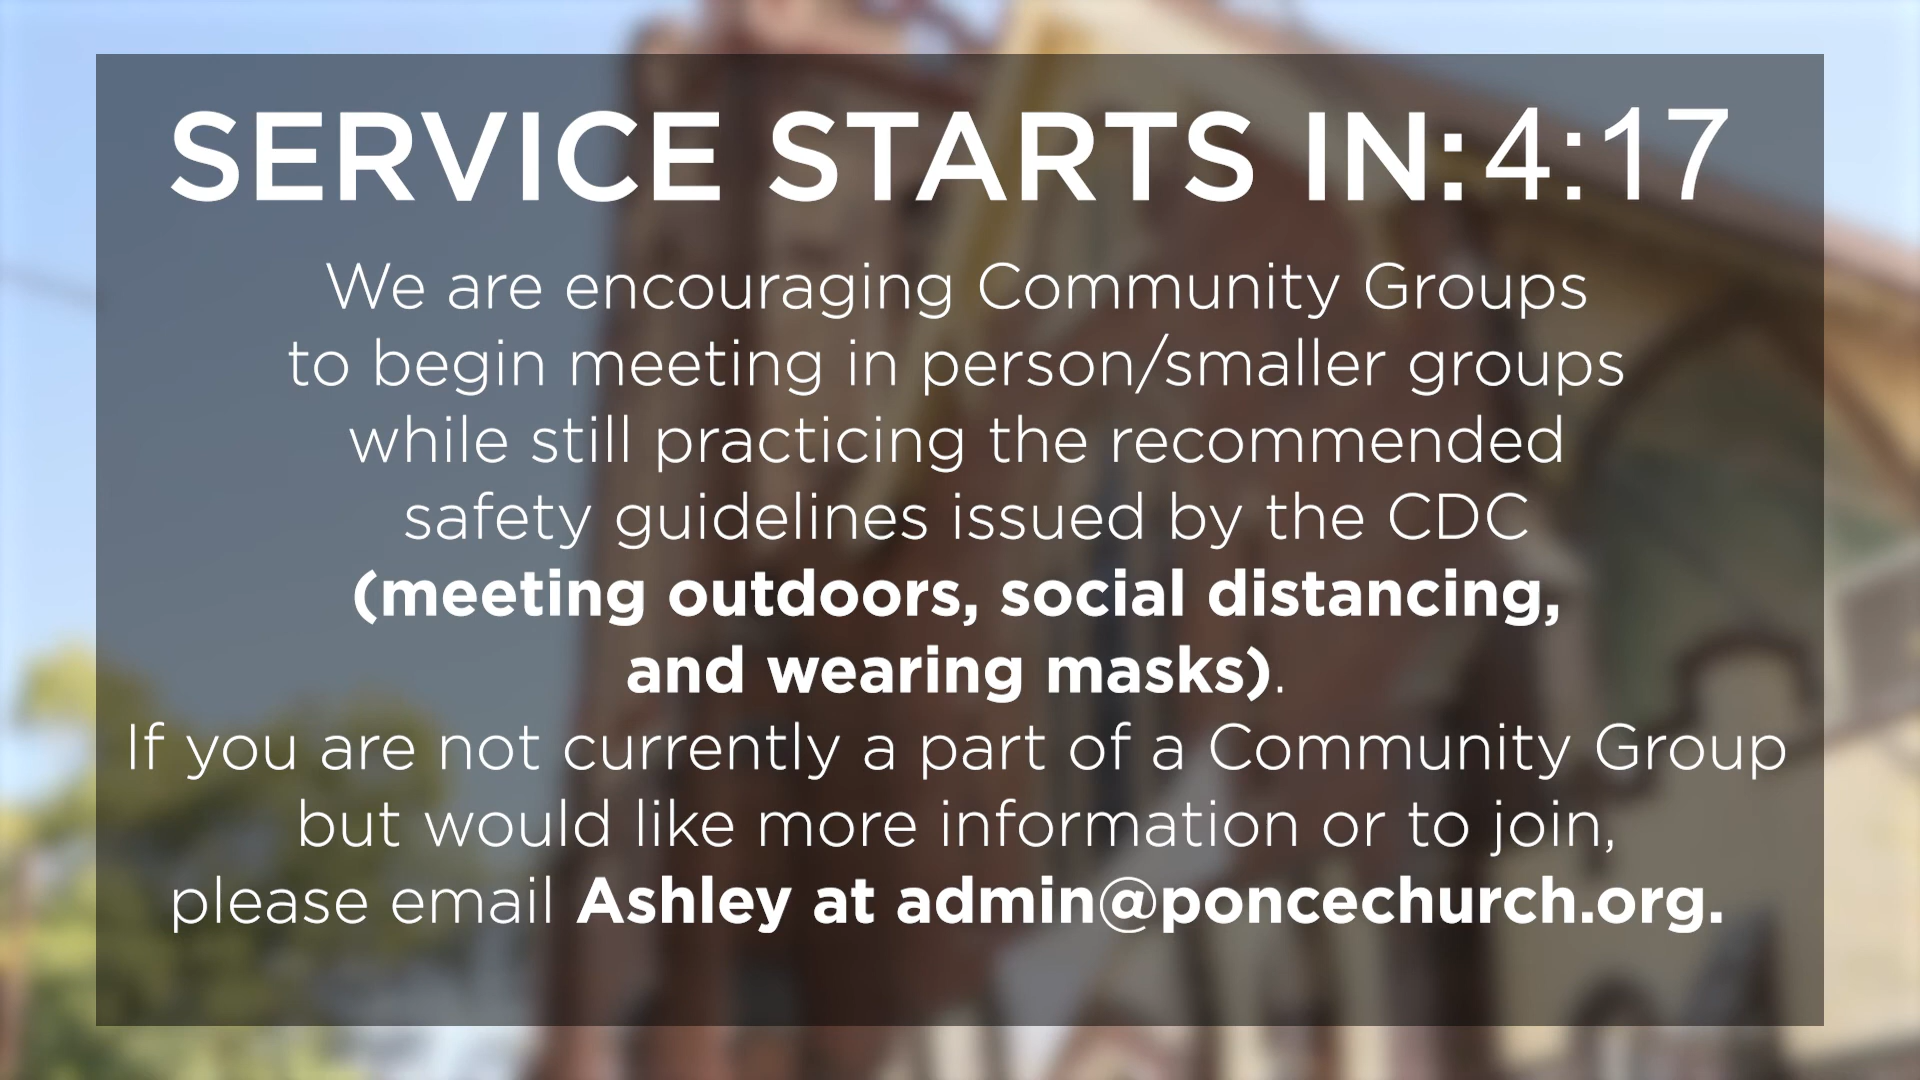 SERVICE STARTS IN: 4:17
We are encouraging Community Groups
to begin meeting in person/smaller groups
while still practicing the recommended
safety guidelines issued by the CDC
(meeting outdoors, social distancing,
and wearing masks).
If you are not currently a part of a Community Group
but would like more information or to join,
please email Ashley at admin@poncechurch.org.